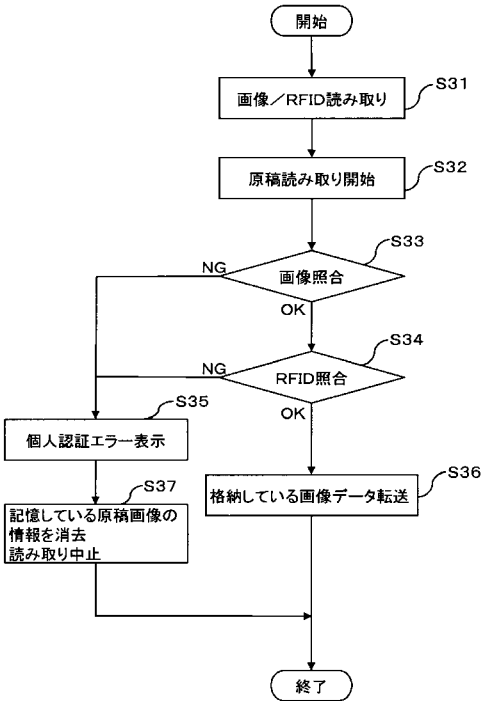 開始
画像／RFID読み取り
S31
原稿読み取り開始
S32
画像照合
S33
NG
OK
RFID照合
S34
NG
OK
個人認証エラー表示
S35
格納している画像データ転送
S36
記憶している原稿画像の
情報を消去
読み取り中止
S37
終了